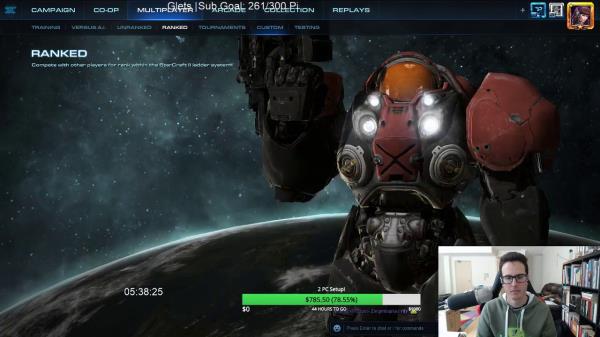 Glets |Sub Goal: 261/300 Pi
CAMPAIGN CO-OP MULTIPLAYER ARCADE COLLECTION REPLAYS
TRAINING VERSUS A.I. UNRANKED RANKED TOURNAMENTS CUSTOM TESTING
RANKED
Compete with other players for rank within the StarCraft II ladder system!
05:38:25
2 PC Setup!
$785.50 (78.55%)
$0 44 HOURS TO GO $1000
Press Enter to chat or / for commands